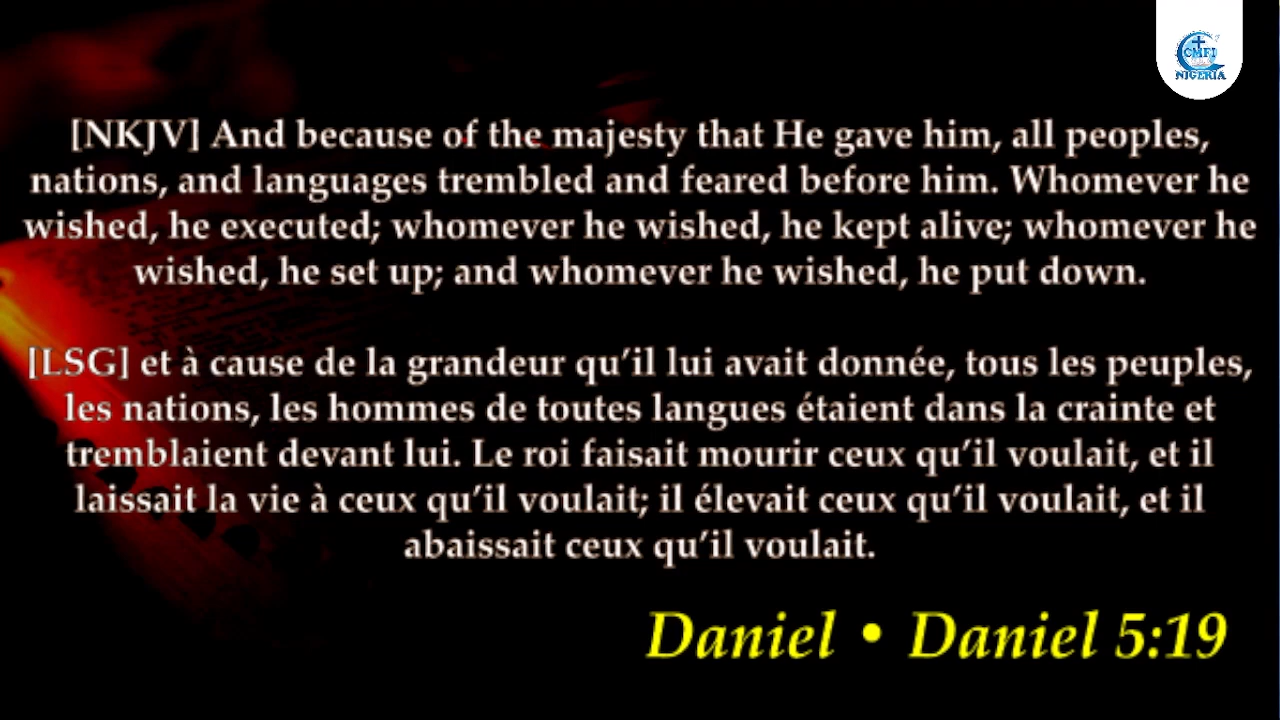 CMFI
NIGERIA
[NKJV] And because of the majesty that He gave him, all peoples,
nations, and languages trembled and feared before him. Whomever he
wished, he executed; whomever he wished, he kept alive; whomever he
wished, he set up; and whomever he wished, he put down.
[LSG] et à cause de la grandeur qu’il lui avait donnée, tous les peuples,
les nations, les hommes de toutes langues étaient dans la crainte et
tremblaient devant lui. Le roi faisait mourir ceux qu’il voulait, et il
laissait la vie à ceux qu’il voulait; il élevait ceux qu’il voulait, et il
abaissait ceux qu’il voulait.
Daniel • Daniel 5:19